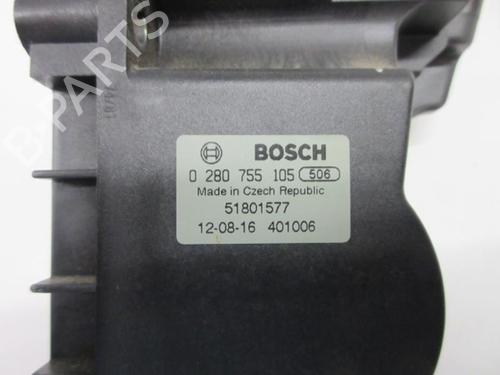 BOSCH
0 280 755 105 506
Made in Czech Republic
51801577
12-08-16 401006
B-PARTS